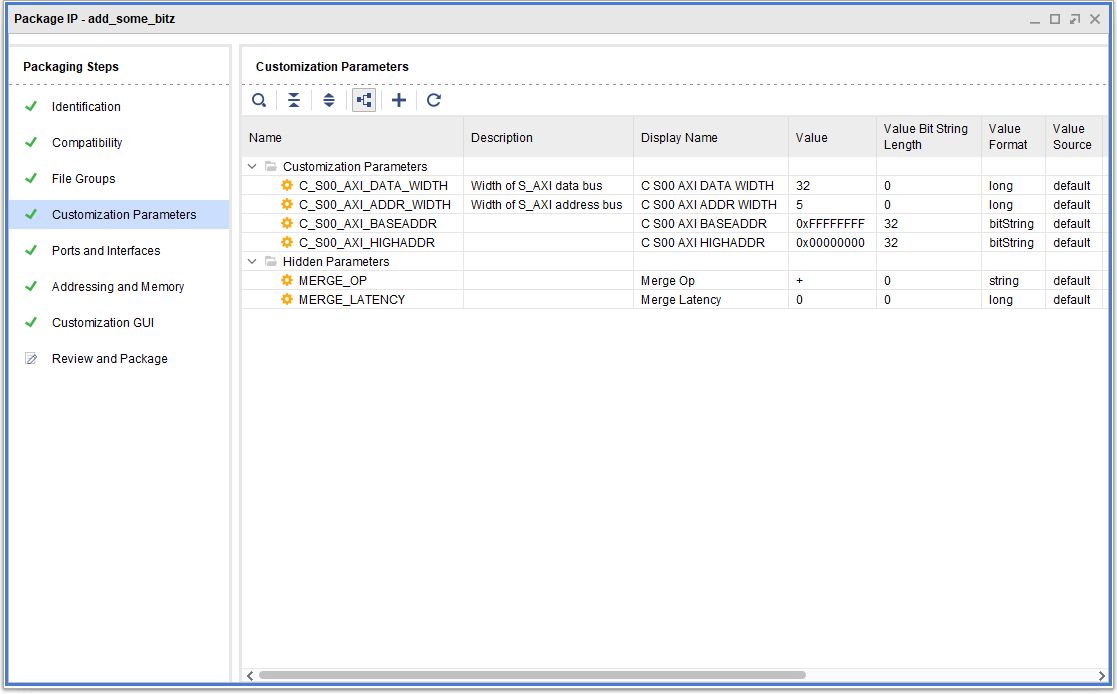 Package IP - add_some_bitz
Packaging Steps
Identification
Compatibility
File Groups
Customization Parameters
Ports and Interfaces
Addressing and Memory
Customization GUI
Review and Package
Customization Parameters
Name Description Display Name Value Value Bit String Length Value Format Value Source
Customization Parameters
C_S00_AXI_DATA_WIDTH Width of S_AXI data bus C S00 AXI DATA WIDTH 32 0 long default
C_S00_AXI_ADDR_WIDTH Width of S_AXI address bus C S00 AXI ADDR WIDTH 5 0 long default
C_S00_AXI_BASEADDR C S00 AXI BASEADDR 0xFFFFFFFF 32 bitString default
C_S00_AXI_HIGHADDR C S00 AXI HIGHADDR 0x00000000 32 bitString default
Hidden Parameters
MERGE_OP Merge Op + 0 string default
MERGE_LATENCY Merge Latency 0 0 long default